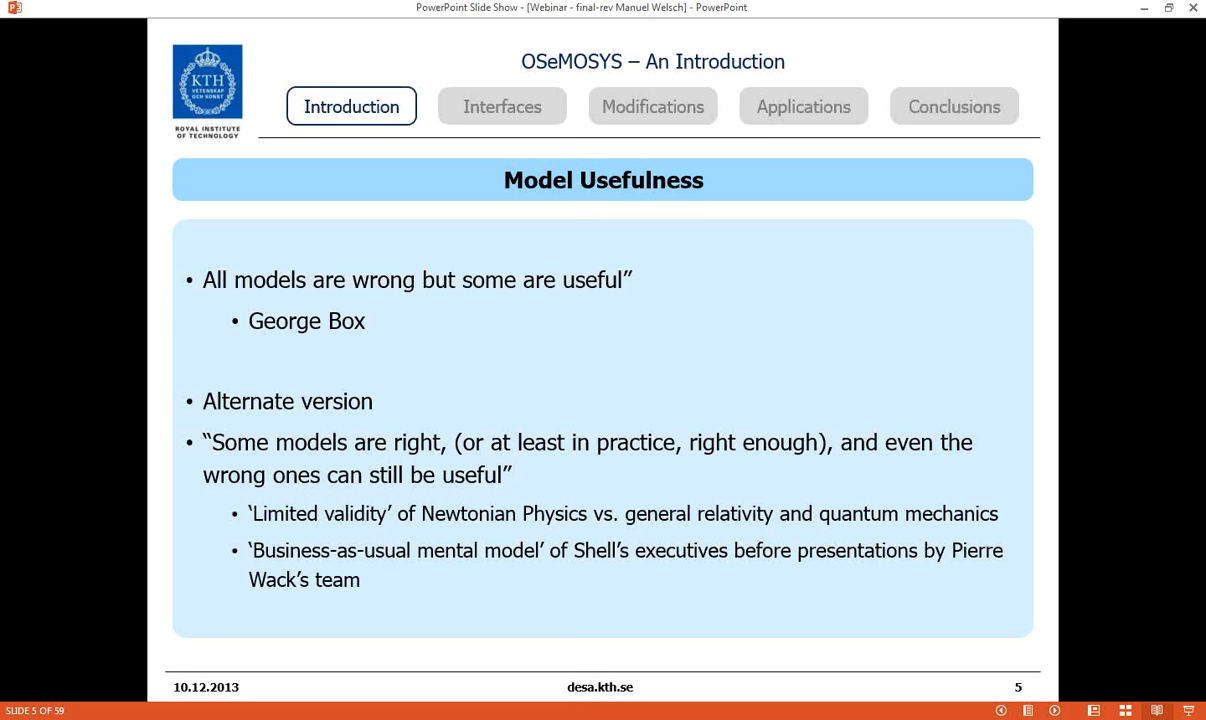 PowerPoint Slide Show - [Webinar - final-rev Manuel Welsch] - PowerPoint
KTH
VETENSKAP
OCH KONST
ROYAL INSTITUTE
OF TECHNOLOGY
OSeMOSYS – An Introduction
Introduction
Interfaces
Modifications
Applications
Conclusions
Model Usefulness
• All models are wrong but some are useful”
• George Box
• Alternate version
• “Some models are right, (or at least in practice, right enough), and even the
wrong ones can still be useful”
• ‘Limited validity’ of Newtonian Physics vs. general relativity and quantum mechanics
• ‘Business-as-usual mental model’ of Shell’s executives before presentations by Pierre
Wack’s team
10.12.2013
desa.kth.se
5
SLIDE 5 OF 59